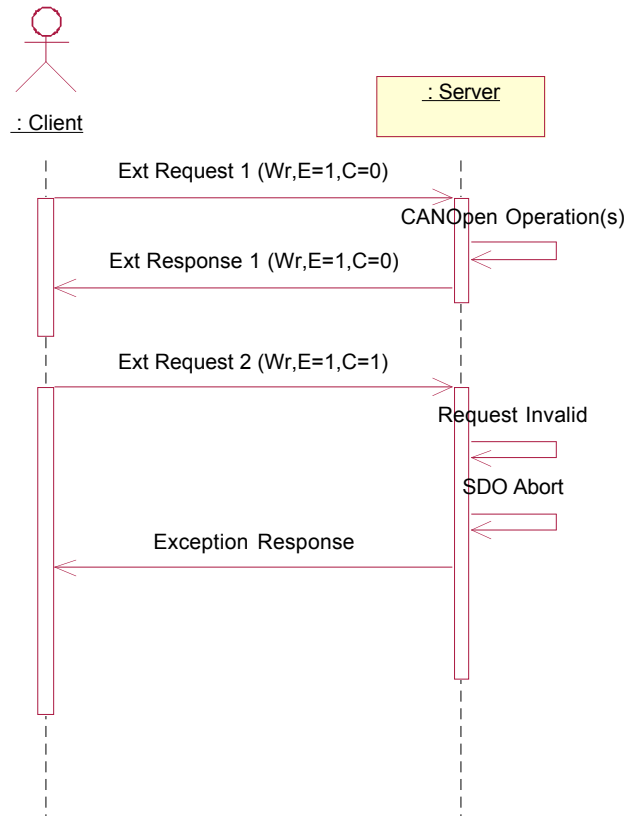 : Client
: Server
Ext Request 1 (Wr,E=1,C=0)
CANOpen Operation(s)
Ext Response 1 (Wr,E=1,C=0)
Ext Request 2 (Wr,E=1,C=1)
Request Invalid
SDO Abort
Exception Response